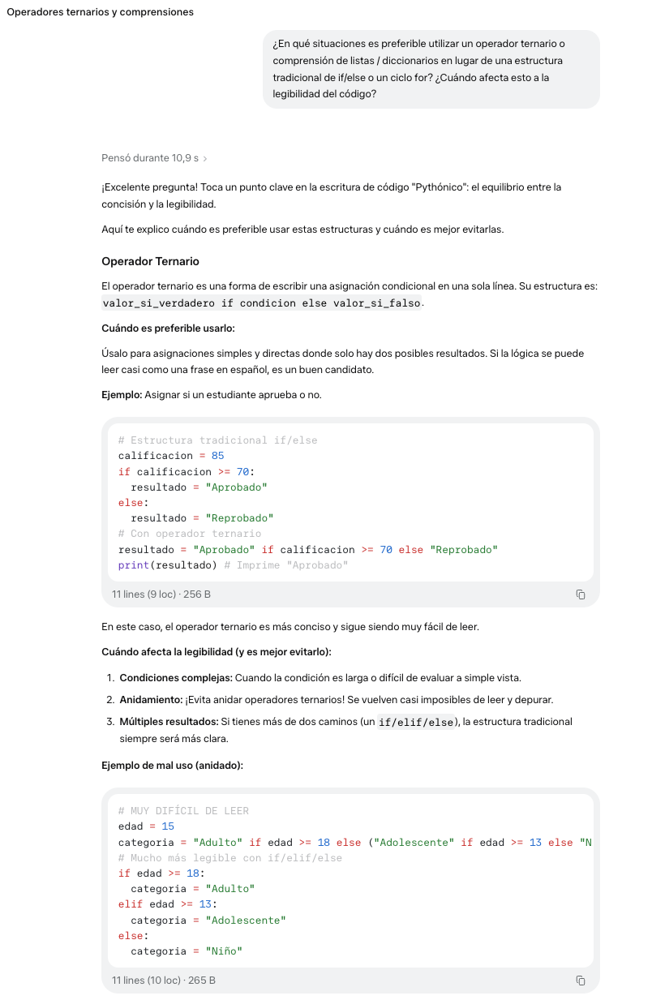 Operadores ternarios y comprensiones
¿En qué situaciones es preferible utilizar un operador ternario o
comprensión de listas / diccionarios en lugar de una estructura
tradicional de if/else o un ciclo for? ¿Cuándo afecta esto a la
legibilidad del código?
Pensó durante 10,9 s
¡Excelente pregunta! Toca un punto clave en la escritura de código "Pythónico": el equilibrio entre la
concisión y la legibilidad.
Aquí te explico cuándo es preferible usar estas estructuras y cuándo es mejor evitarlas.
Operador Ternario
El operador ternario es una forma de escribir una asignación condicional en una sola línea. Su estructura es:
valor_si_verdadero if condicion else valor_si_falso.
Cuándo es preferible usarlo:
Úsalo para asignaciones simples y directas donde solo hay dos posibles resultados. Si la lógica se puede
leer casi como una frase en español, es un buen candidato.
Ejemplo: Asignar si un estudiante aprueba o no.
# Estructura tradicional if/else
calificacion = 85
if calificacion >= 70:
  resultado = "Aprobado"
else:
  resultado = "Reprobado"
# Con operador ternario
resultado = "Aprobado" if calificacion >= 70 else "Reprobado"
print(resultado) # Imprime "Aprobado"
11 lines (9 loc) · 256 B
En este caso, el operador ternario es más conciso y sigue siendo muy fácil de leer.
Cuándo afecta la legibilidad (y es mejor evitarlo):
1. Condiciones complejas: Cuando la condición es larga o difícil de evaluar a simple vista.
2. Anidamiento: ¡Evita anidar operadores ternarios! Se vuelven casi imposibles de leer y depurar.
3. Múltiples resultados: Si tienes más de dos caminos (un if/elif/else), la estructura tradicional
siempre será más clara.
Ejemplo de mal uso (anidado):
# MUY DIFÍCIL DE LEER
edad = 15
categoria = "Adulto" if edad >= 18 else ("Adolescente" if edad >= 13 else "N
# Mucho más legible con if/elif/else
if edad >= 18:
  categoria = "Adulto"
elif edad >= 13:
  categoria = "Adolescente"
else:
  categoria = "Niño"
11 lines (10 loc) · 265 B